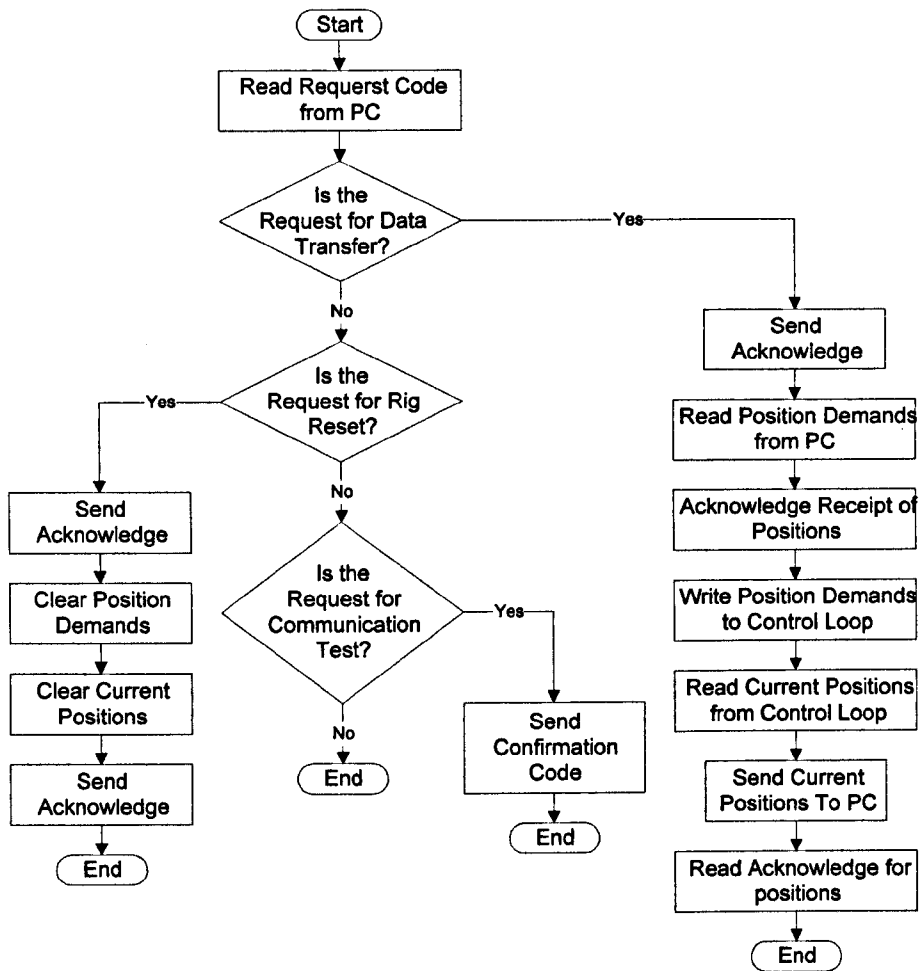 Start
Read Requerst Code
from PC
Is the
Request for Data
Transfer?
Yes
No
Send
Acknowledge
Is the
Request for Rig
Reset?
Yes
Read Position Demands
from PC
No
Send
Acknowledge
Acknowledge Receipt of
Positions
Is the
Request for
Communication
Test?
Yes
Clear Position
Demands
Write Position Demands
to Control Loop
Clear Current
Positions
Read Current Positions
from Control Loop
No
Send
Confirmation
Code
Send
Acknowledge
End
Send Current
Positions To PC
End
End
Read Acknowledge for
positions
End